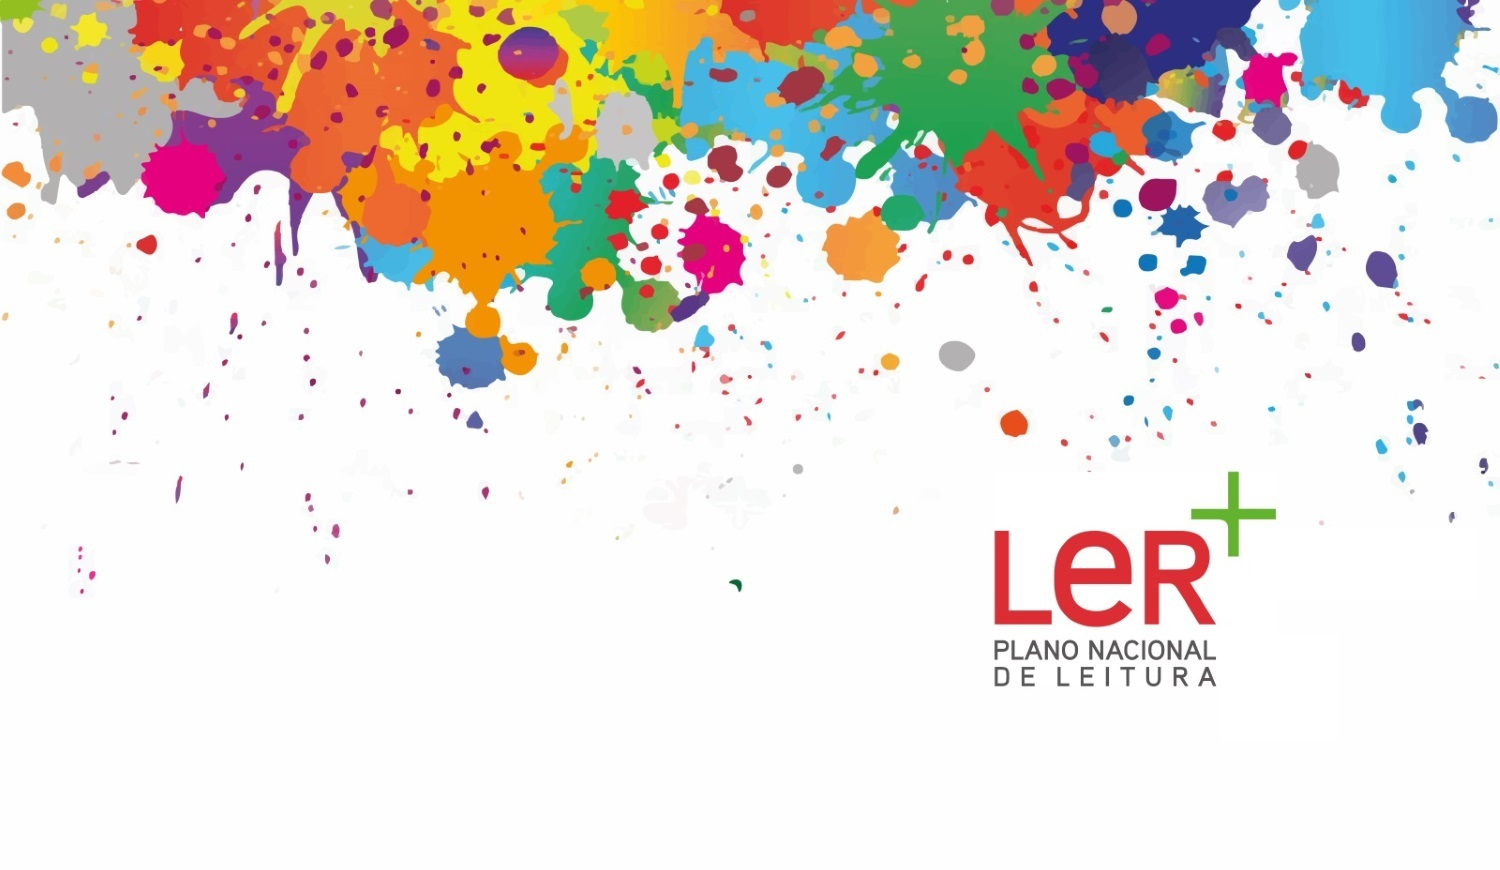 LeR+
PLANO NACIONAL
DE LEITURA